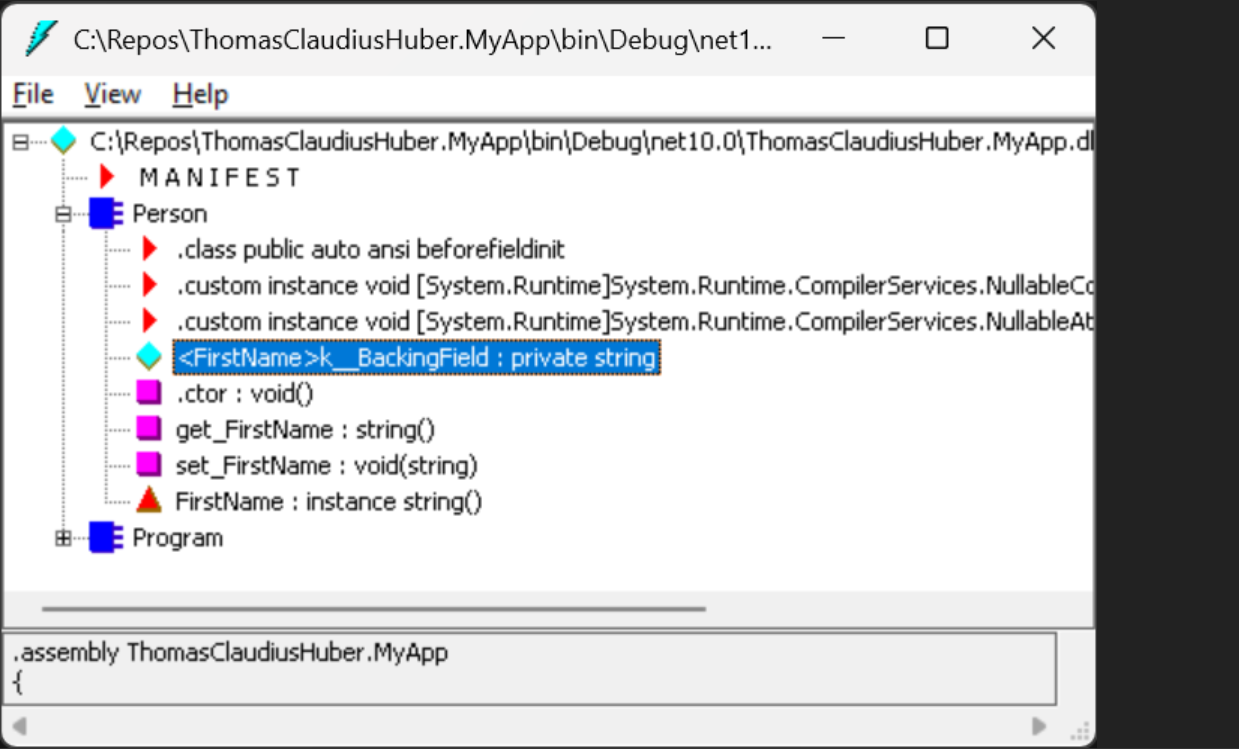 C:\Repos\ThomasClaudiusHuber.MyApp\bin\Debug\net1...
File View Help
C:\Repos\ThomasClaudiusHuber.MyApp\bin\Debug\net10.0\ThomasClaudiusHuber.MyApp.dl
M A N I F E S T
Person
.class public auto ansi beforefieldinit
.custom instance void [System.Runtime]System.Runtime.CompilerServices.NullableCo
.custom instance void [System.Runtime]System.Runtime.CompilerServices.NullableAt
<FirstName>k__BackingField : private string
.ctor : void()
get_FirstName : string()
set_FirstName : void(string)
FirstName : instance string()
Program
.assembly ThomasClaudiusHuber.MyApp
{